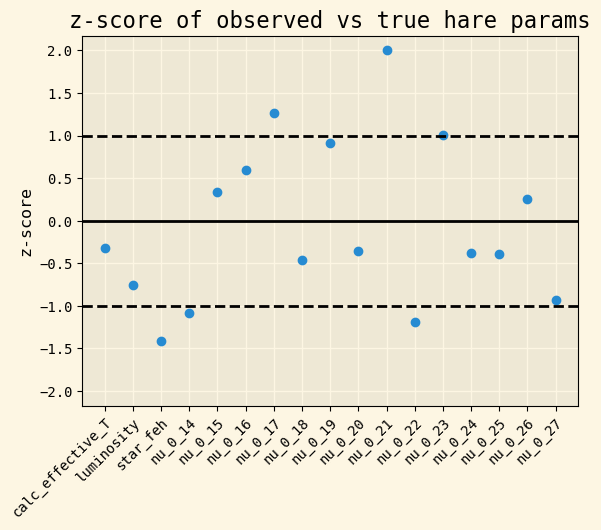 z-score of observed vs true hare params
z-score
2.0
1.5
1.0
0.5
0.0
−0.5
−1.0
−1.5
−2.0
calc_effective_T
luminosity
star_feh
nu_0_14
nu_0_15
nu_0_16
nu_0_17
nu_0_18
nu_0_19
nu_0_20
nu_0_21
nu_0_22
nu_0_23
nu_0_24
nu_0_25
nu_0_26
nu_0_27